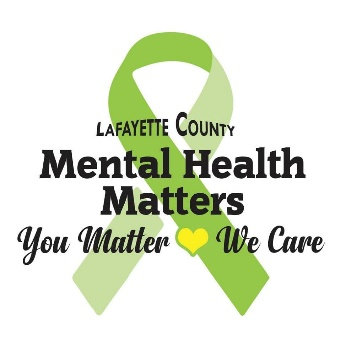 LAFAYETTE COUNTY
Mental Health
Matters
You Matter We Care